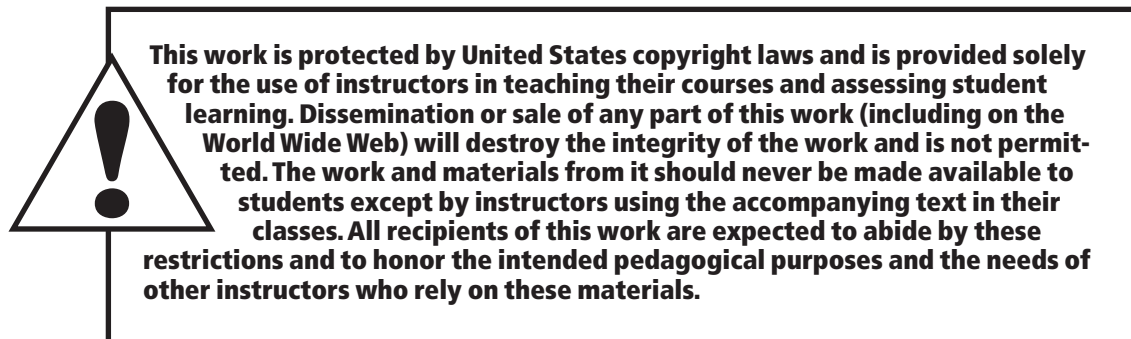 This work is protected by United States copyright laws and is provided solely
for the use of instructors in teaching their courses and assessing student
learning. Dissemination or sale of any part of this work (including on the
World Wide Web) will destroy the integrity of the work and is not permit-
ted. The work and materials from it should never be made available to
students except by instructors using the accompanying text in their
classes. All recipients of this work are expected to abide by these
restrictions and to honor the intended pedagogical purposes and the needs of
other instructors who rely on these materials.